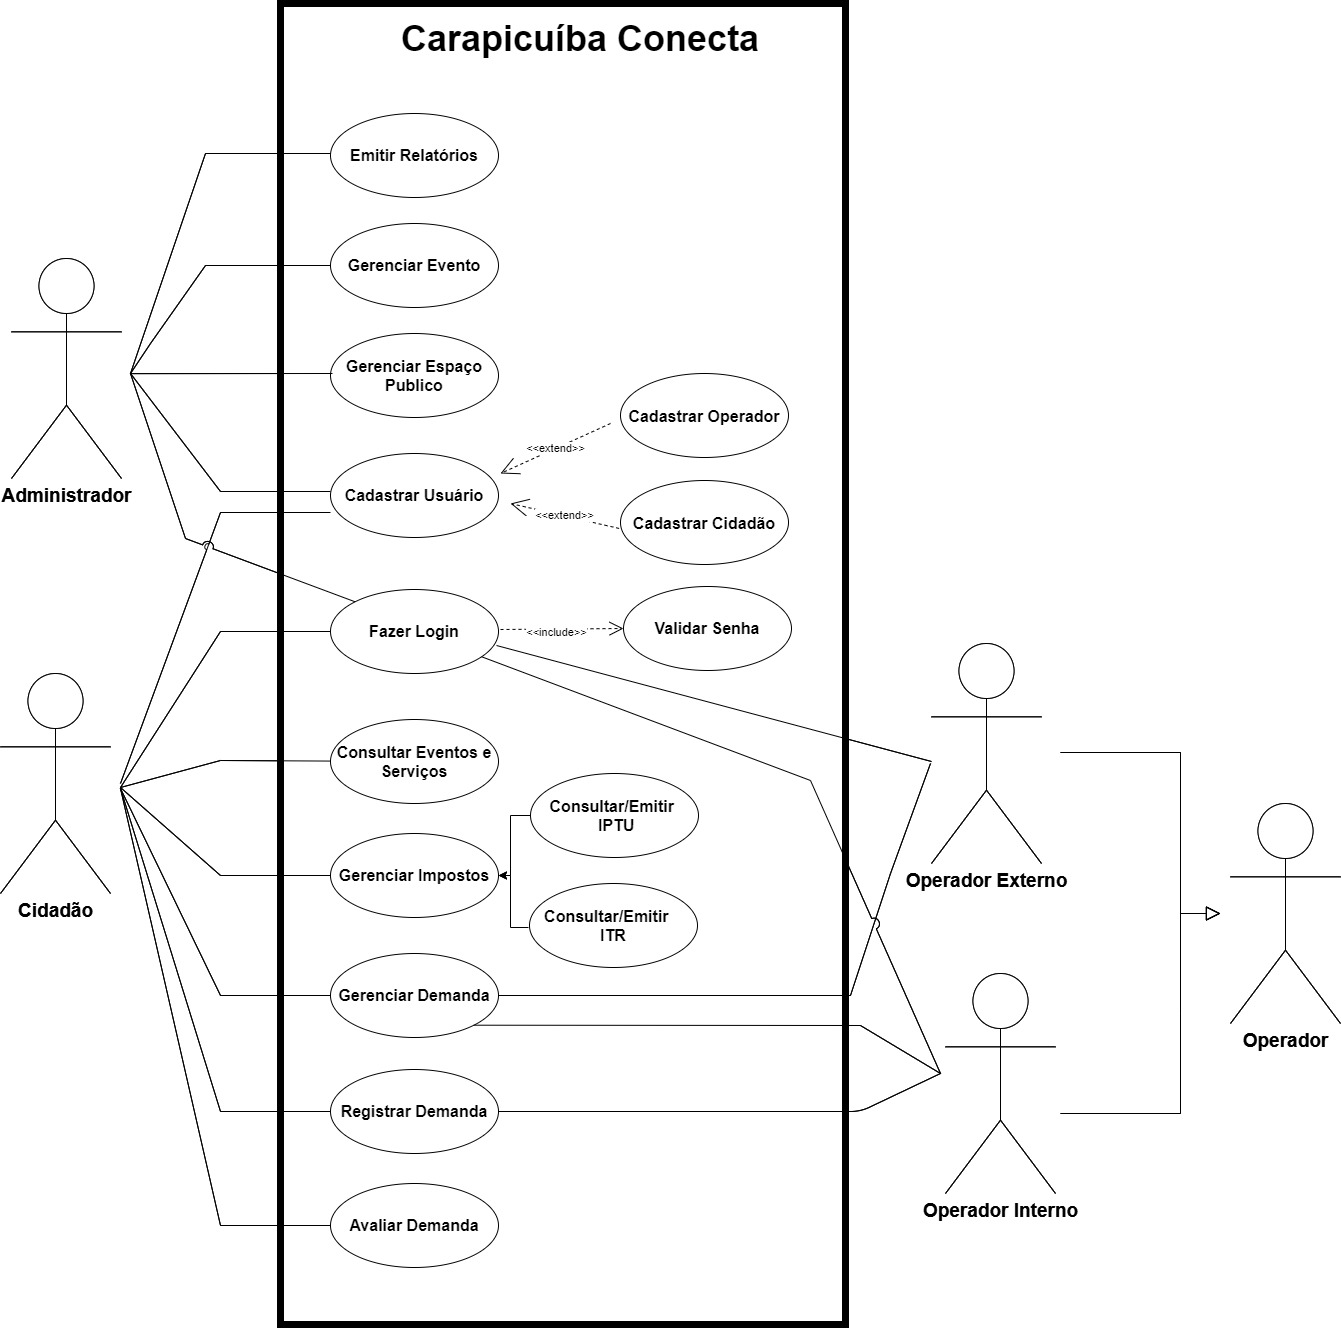 Carapicuíba Conecta
Emitir Relatórios
Gerenciar Evento
Gerenciar Espaço
Publico
Cadastrar Operador
<<extend>>
Administrador
Cadastrar Usuário
<<extend>>
Cadastrar Cidadão
Fazer Login
<<include>>
Validar Senha
Consultar Eventos e
Serviços
Consultar/Emitir
IPTU
Gerenciar Impostos
Operador Externo
Cidadão
Consultar/Emitir
ITR
Gerenciar Demanda
Operador
Registrar Demanda
Operador Interno
Avaliar Demanda